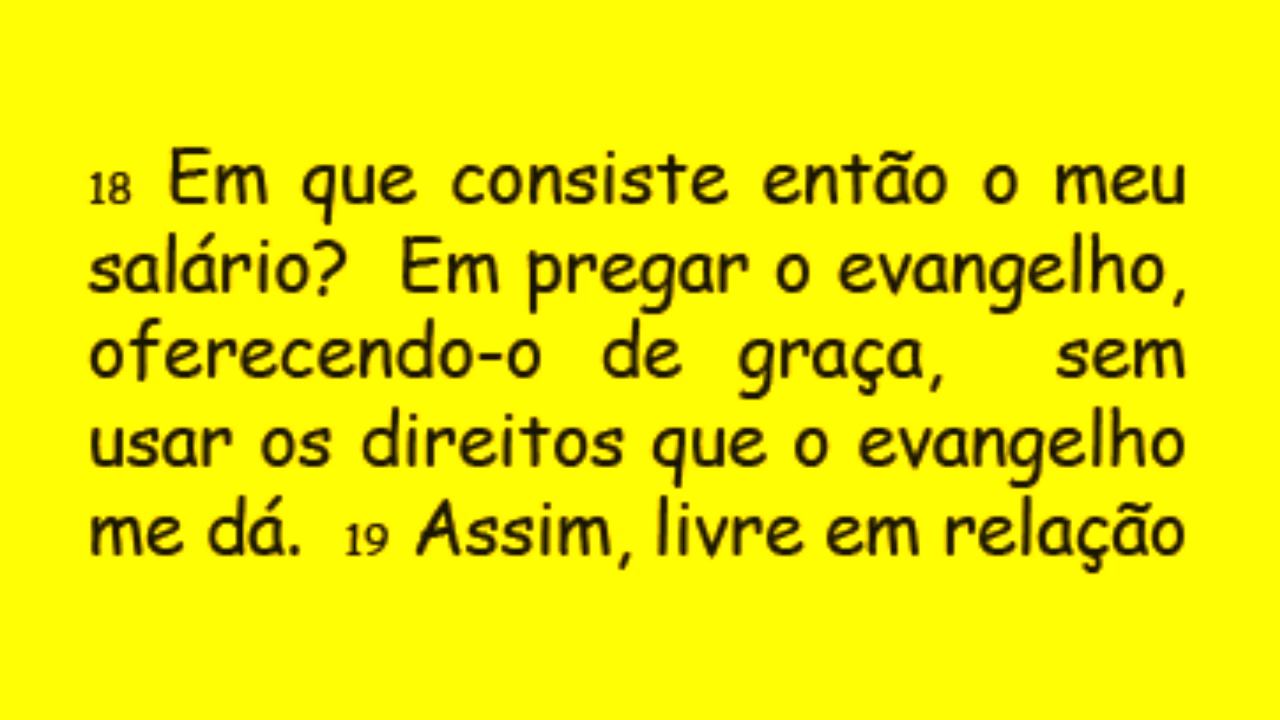 18 Em que consiste então o meu
salário? Em pregar o evangelho,
oferecendo-o de graça, sem
usar os direitos que o evangelho
me dá. 19 Assim, livre em relação